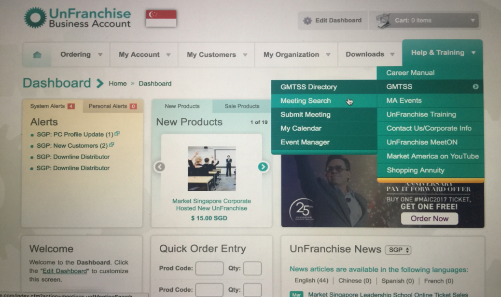 UnFranchise
Business Account
Edit Dashboard
Cart: 0 items
Ordering
My Account
My Customers
My Organization
Downloads
Help & Training
Dashboard
Home
Dashboard
Career Manual
GMTSS
MA Events
UnFranchise Training
Contact Us/Corporate Info
UnFranchise MeetON
Market America on YouTube
Shopping Annuity
GMTSS Directory
Meeting Search
Submit Meeting
My Calendar
Event Manager
System Alerts 4
Personal Alerts 0
Alerts
SGP: PC Profile Update (1)
SGP: New Customers (2)
SGP: Downline Distributor
SGP: Downline Distributor
New Products
Sale Products
New Products
1 of 19
Market Singapore Corporate
Hosted New UnFranchise
$ 15.00 SGD
25
ANNIVERSARY
PAY IT FORWARD OFFER
BUY ONE #MAIC2017 TICKET,
GET ONE FREE!
Order Now
Welcome
Welcome to the Dashboard. Click
the "Edit Dashboard" to customize
this screen.
Quick Order Entry
Prod Code:
Qty:
Prod Code:
Qty:
UnFranchise News
SGP
News articles are available in the following languages:
English (44) | Chinese (0) | Spanish (0) | French (0)
Market Singapore Leadership School Online Ticket Sales